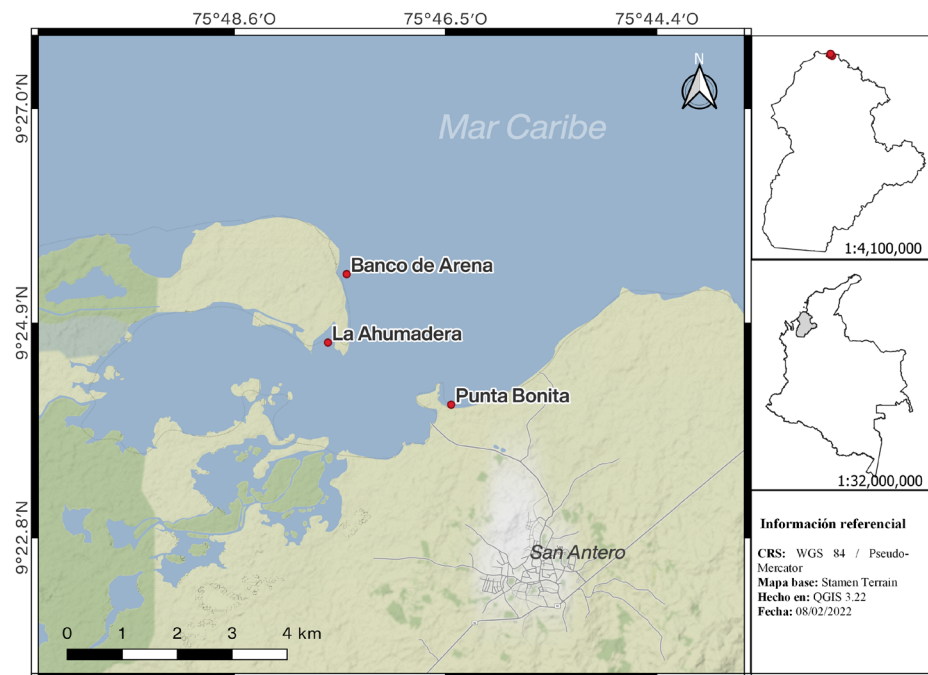 75°48.6'O 75°46.5'O 75°44.4'O
9°27.0'N
9°24.9'N
9°22.8'N
N
Mar Caribe
Banco de Arena
La Ahumadera
Punta Bonita
San Antero
0 1 2 3 4 km
1:4,100,000
1:32,000,000
Información referencial
CRS: WGS 84 / Pseudo-
Mercator
Mapa base: Stamen Terrain
Hecho en: QGIS 3.22
Fecha: 08/02/2022